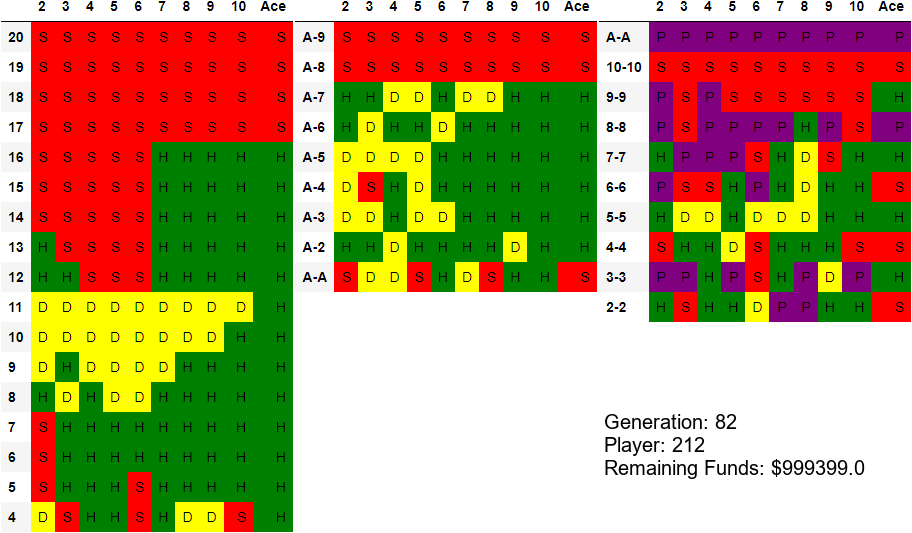 2 3 4 5 6 7 8 9 10 Ace
20 S S S S S S S S S S
19 S S S S S S S S S S
18 S S S S S S S S S S
17 S S S S S S S S S S
16 S S S S S H H H H H
15 S S S S S H H H H H
14 S S S S S H H H H H
13 H S S S S H H H H H
12 H H S S S H H H H H
11 D D D D D D D D D H
10 D D D D D D D D H H
9 D H D D D D H H H H
8 H D H D D H H H H H
7 S H H H H H H H H H
6 S H H H H H H H H H
5 S H H H S H H H H H
4 D S H H S H D D S H
2 3 4 5 6 7 8 9 10 Ace
A-9 S S S S S S S S S S
A-8 S S S S S S S S S S
A-7 H H D D H D D H H H
A-6 H D H H D H H H H H
A-5 D D D D H H H H H H
A-4 D S H D H H H H H H
A-3 D D H D D H H H H H
A-2 H H D H H H H D H H
A-A S D D S H D S H H S
2 3 4 5 6 7 8 9 10 Ace
A-A P P P P P P P P P P
10-10 S S S S S S S S S S
9-9 P S P S S S S S S H
8-8 P S P P P P H P S P
7-7 H P P P S H D S H H
6-6 P S S H P H D H H S
5-5 H D D H D D D H H H
4-4 S H H D S H H H S S
3-3 P P H P S H P D P H
2-2 H S H H D P P H H S
Generation: 82
Player: 212
Remaining Funds: $999399.0